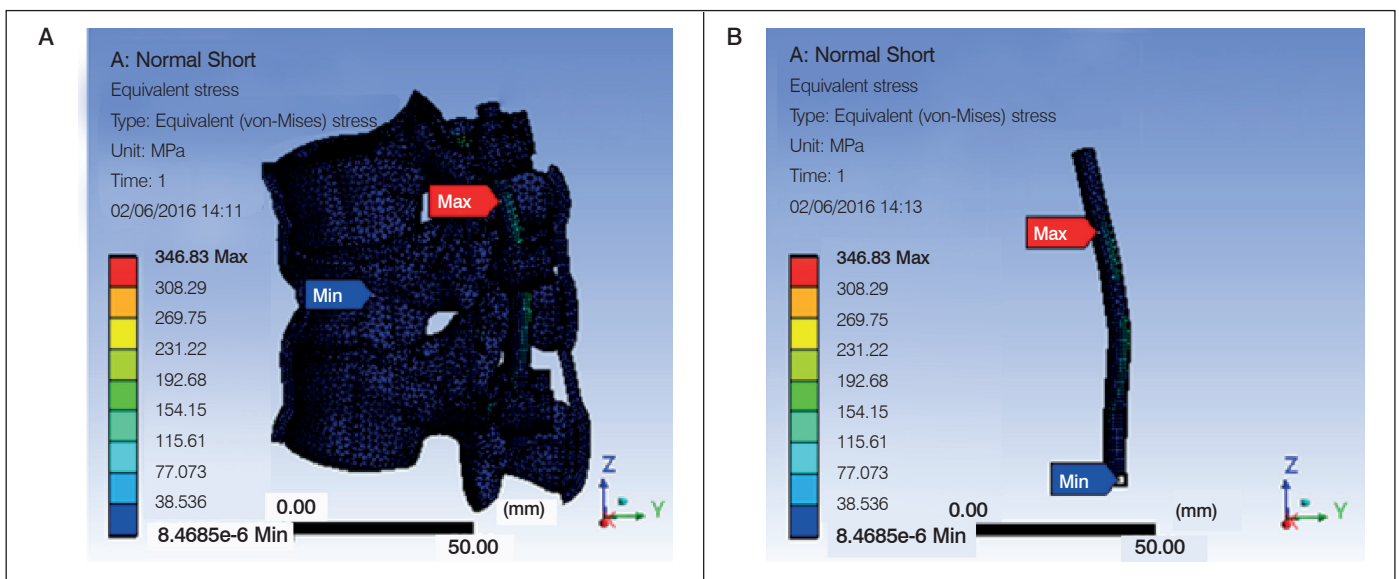 A
A: Normal Short
Equivalent stress
Type: Equivalent (von-Mises) stress
Unit: MPa
Time: 1
02/06/2016 14:11
Max
Min
346.83 Max
308.29
269.75
231.22
192.68
154.15
115.61
77.073
38.536
8.4685e-6 Min
0.00
(mm)
50.00
Z
Y
X
B
A: Normal Short
Equivalent stress
Type: Equivalent (von-Mises) stress
Unit: MPa
Time: 1
02/06/2016 14:13
Max
Min
346.83 Max
308.29
269.75
231.22
192.68
154.15
115.61
77.073
38.536
8.4685e-6 Min
0.00
(mm)
50.00
Z
Y
X